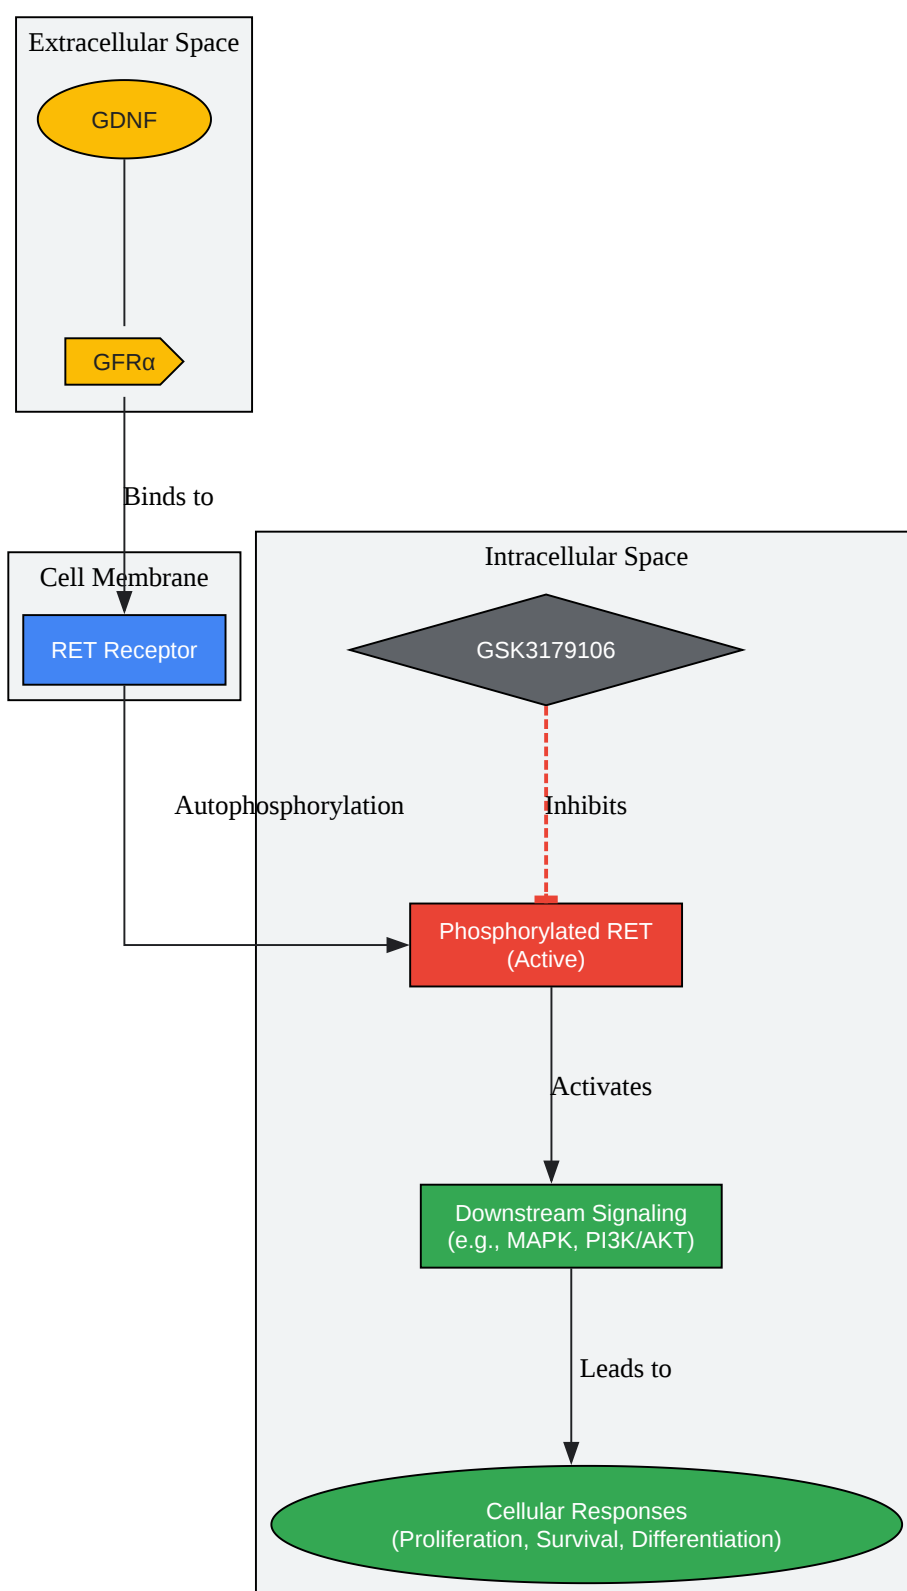 Extracellular Space
GDNF
GFRα
Binds to
Cell Membrane
RET Receptor
Intracellular Space
GSK3179106
Autophosphorylation
Inhibits
Phosphorylated RET
(Active)
Activates
Downstream Signaling
(e.g., MAPK, PI3K/AKT)
Leads to
Cellular Responses
(Proliferation, Survival, Differentiation)